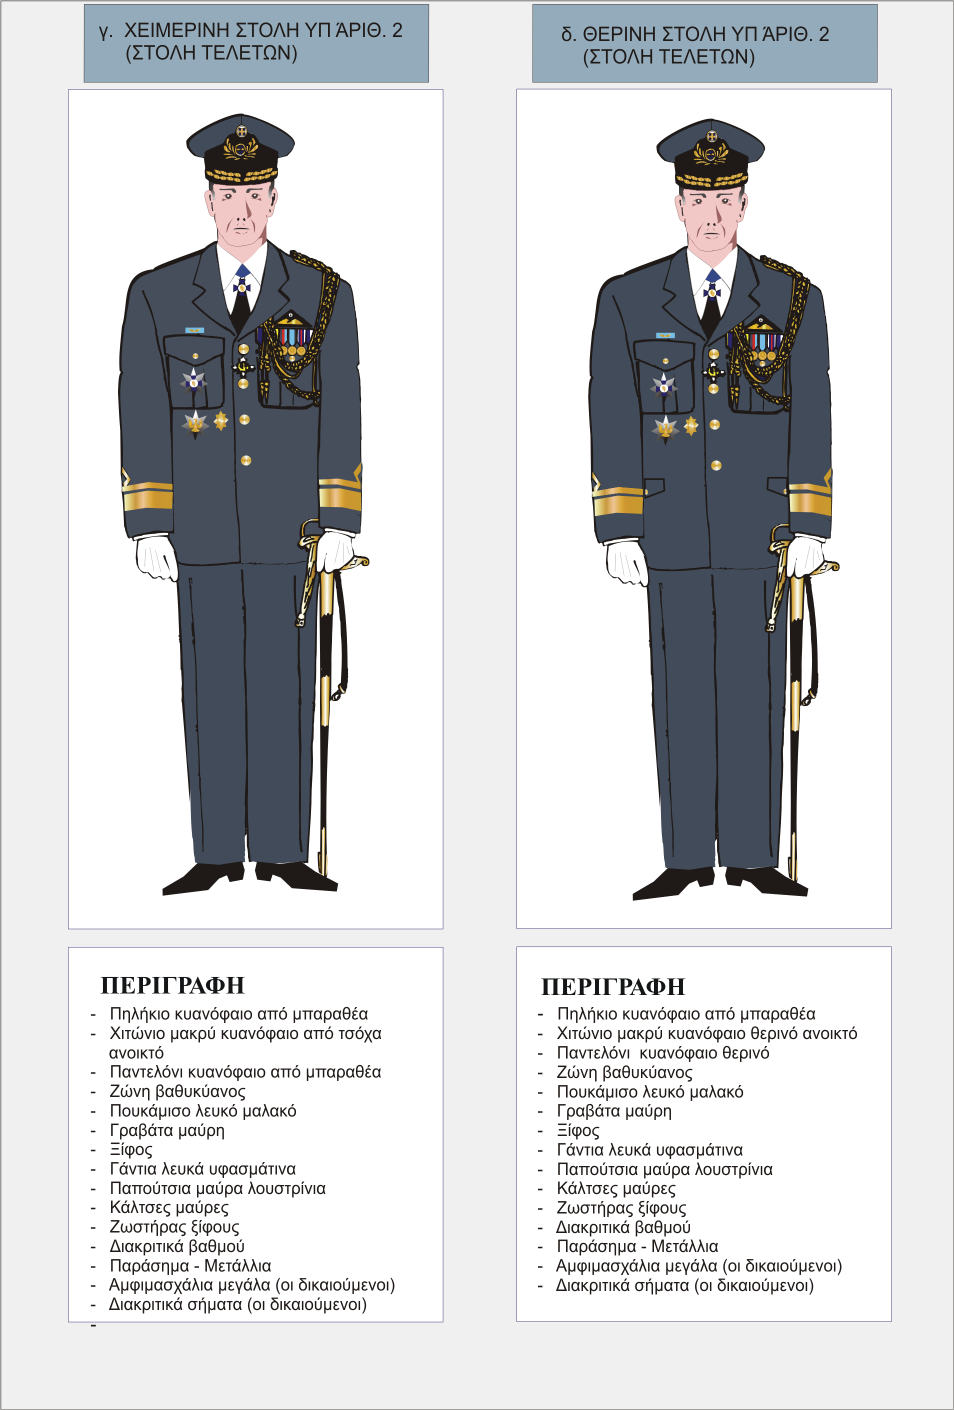 γ. ΧΕΙΜΕΡΙΝΗ ΣΤΟΛΗ ΥΠ ΆΡΙΘ. 2
(ΣΤΟΛΗ ΤΕΛΕΤΩΝ)
ΠΕΡΙΓΡΑΦΗ
- Πηλήκιο κυανόφαιο από μπαραθέα
- Χιτώνιο μακρύ κυανόφαιο από τσόχα
ανοικτό
- Παντελόνι κυανόφαιο από μπαραθέα
- Ζώνη βαθυκύανος
- Πουκάμισο λευκό μαλακό
- Γραβάτα μαύρη
- Ξίφος
- Γάντια λευκά υφασμάτινα
- Παπούτσια μαύρα λουστρίνια
- Κάλτσες μαύρες
- Ζωστήρας ξίφους
- Διακριτικά βαθμού
- Παράσημα - Μετάλλια
- Αμφιμασχάλια μεγάλα (οι δικαιούμενοι)
- Διακριτικά σήματα (οι δικαιούμενοι)
-
δ. ΘΕΡΙΝΗ ΣΤΟΛΗ ΥΠ ΆΡΙΘ. 2
(ΣΤΟΛΗ ΤΕΛΕΤΩΝ)
ΠΕΡΙΓΡΑΦΗ
- Πηλήκιο κυανόφαιο από μπαραθέα
- Χιτώνιο μακρύ κυανόφαιο θερινό ανοικτό
- Παντελόνι κυανόφαιο θερινό
- Ζώνη βαθυκύανος
- Πουκάμισο λευκό μαλακό
- Γραβάτα μαύρη
- Ξίφος
- Γάντια λευκά υφασμάτινα
- Παπούτσια μαύρα λουστρίνια
- Κάλτσες μαύρες
- Ζωστήρας ξίφους
- Διακριτικά βαθμού
- Παράσημα - Μετάλλια
- Αμφιμασχάλια μεγάλα (οι δικαιούμενοι)
- Διακριτικά σήματα (οι δικαιούμενοι)